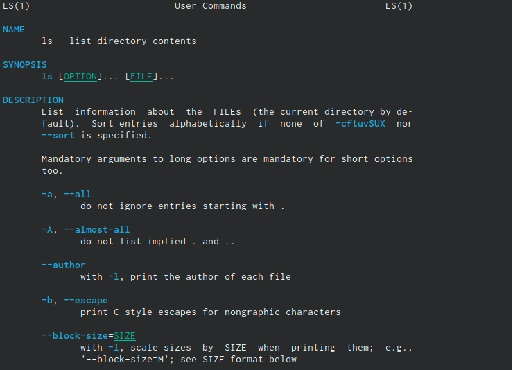 LS(1) User Commands LS(1)
NAME
ls - list directory contents
SYNOPSIS
ls [OPTION]... [FILE]...
DESCRIPTION
List information about the FILEs (the current directory by de-
fault). Sort entries alphabetically if none of -cftuvSUX nor
--sort is specified.
Mandatory arguments to long options are mandatory for short options
too.
-a, --all
do not ignore entries starting with .
-A, --almost-all
do not list implied . and ..
--author
with -l, print the author of each file
-b, --escape
print C-style escapes for nongraphic characters
--block-size=SIZE
with -l, scale sizes by SIZE when printing them; e.g.,
'--block-size=M'; see SIZE format below